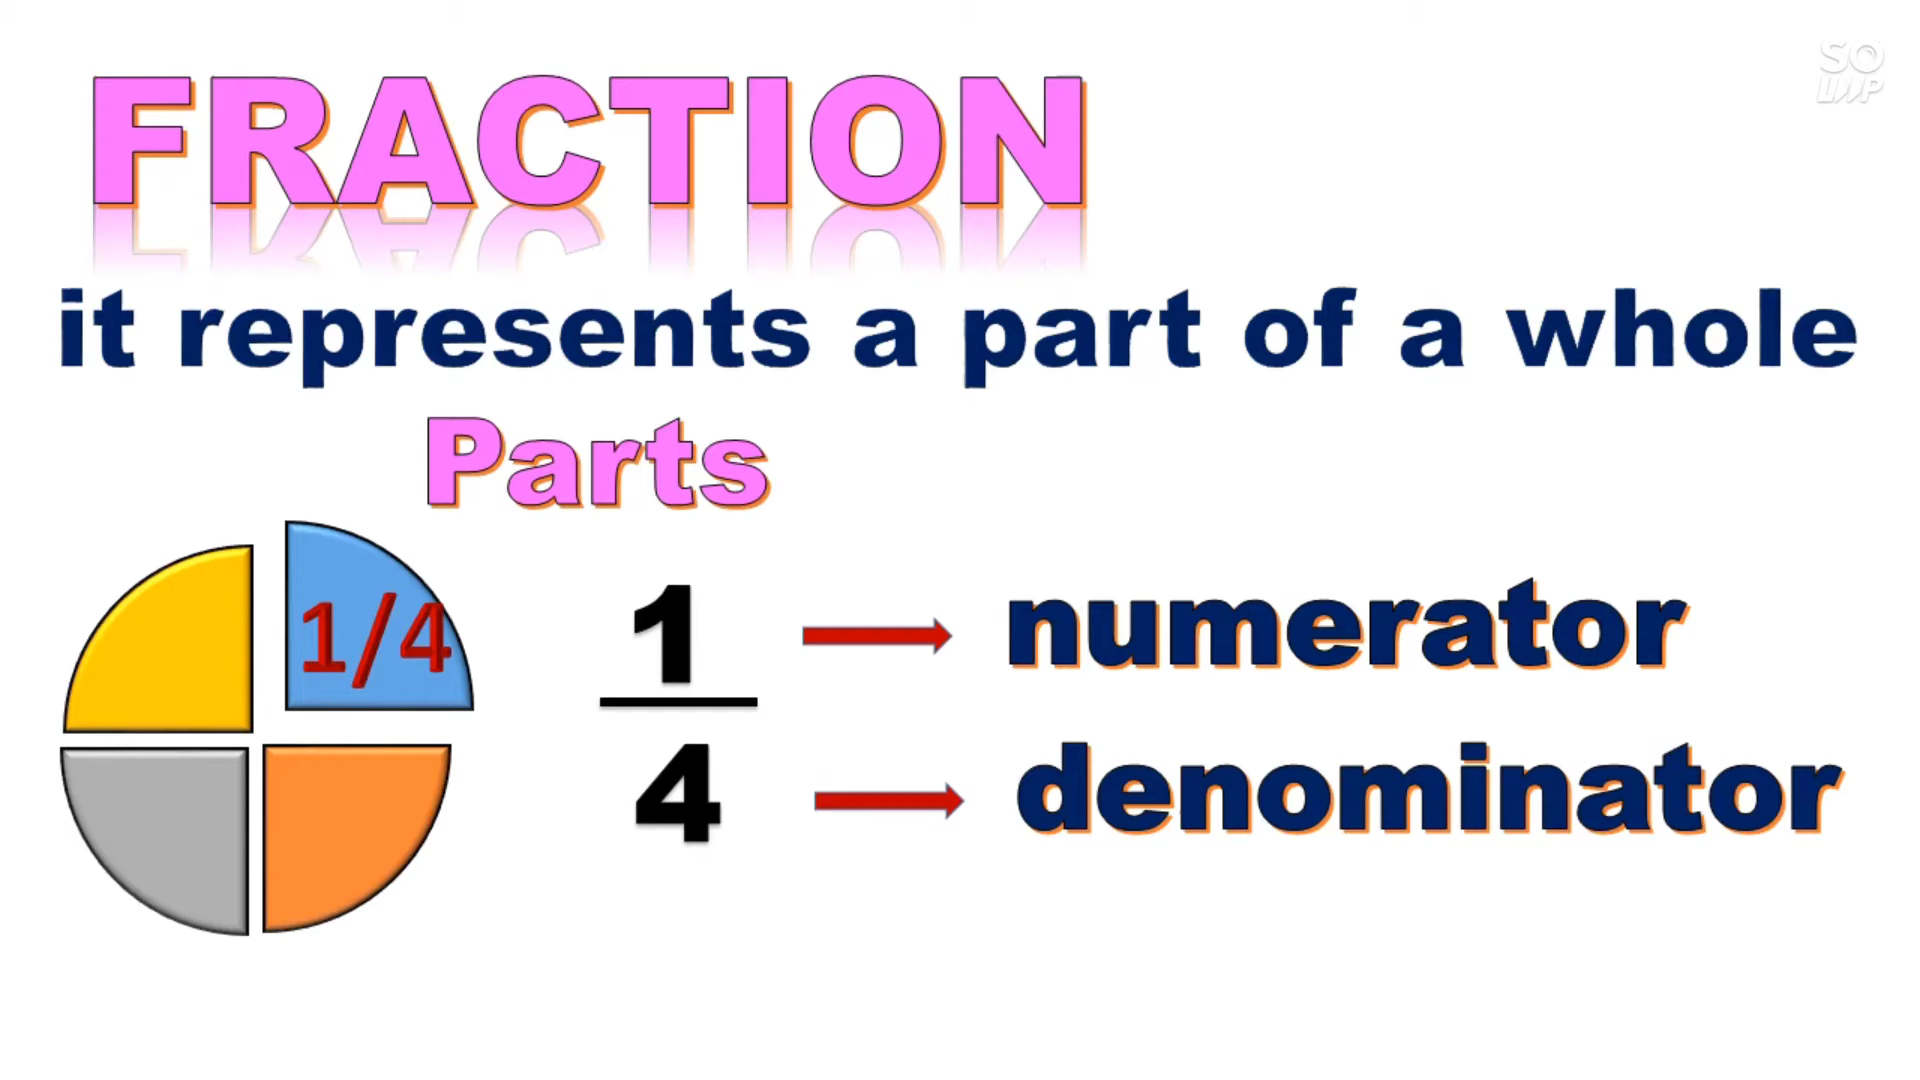 FRACTION
it represents a part of a whole
Parts
1/4
1
4
numerator
denominator